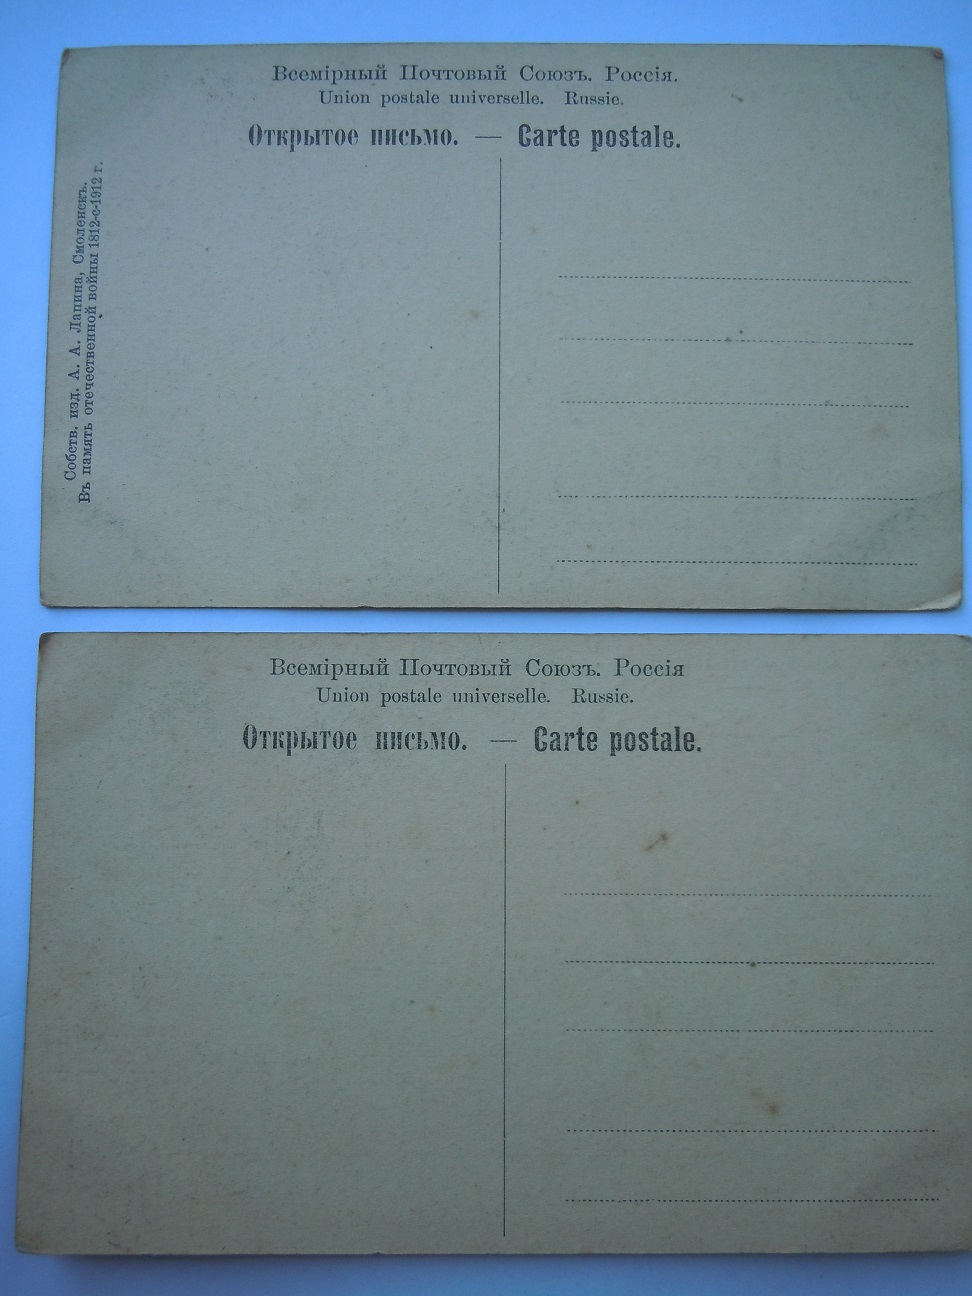 Всемірный Почтовый Союзъ. Россія.
Union postale universelle. Russie.
Открытое письмо. — Carte postale.
Собств. изд. А. А. Лапина, Смоленскъ.
Въ память отечественной войны 1812-с-1912 г.
Всемірный Почтовый Союзъ. Россія
Union postale universelle. Russie.
Открытое письмо. — Carte postale.